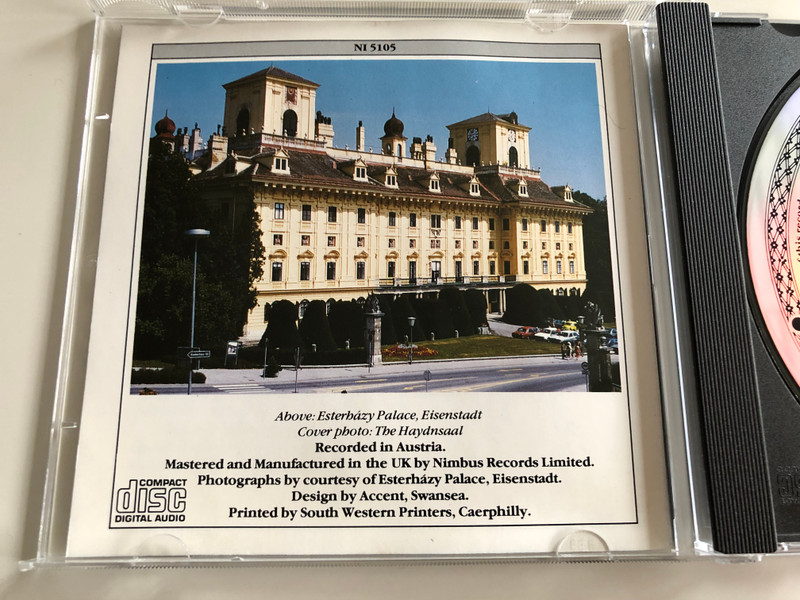 NI 5105
Above: Esterházy Palace, Eisenstadt
Cover photo: The Haydnsaal
Recorded in Austria.
Mastered and Manufactured in the UK by Nimbus Records Limited.
Photographs by courtesy of Esterházy Palace, Eisenstadt.
Design by Accent, Swansea.
Printed by South Western Printers, Caerphilly.
COMPACT
disc
DIGITAL AUDIO